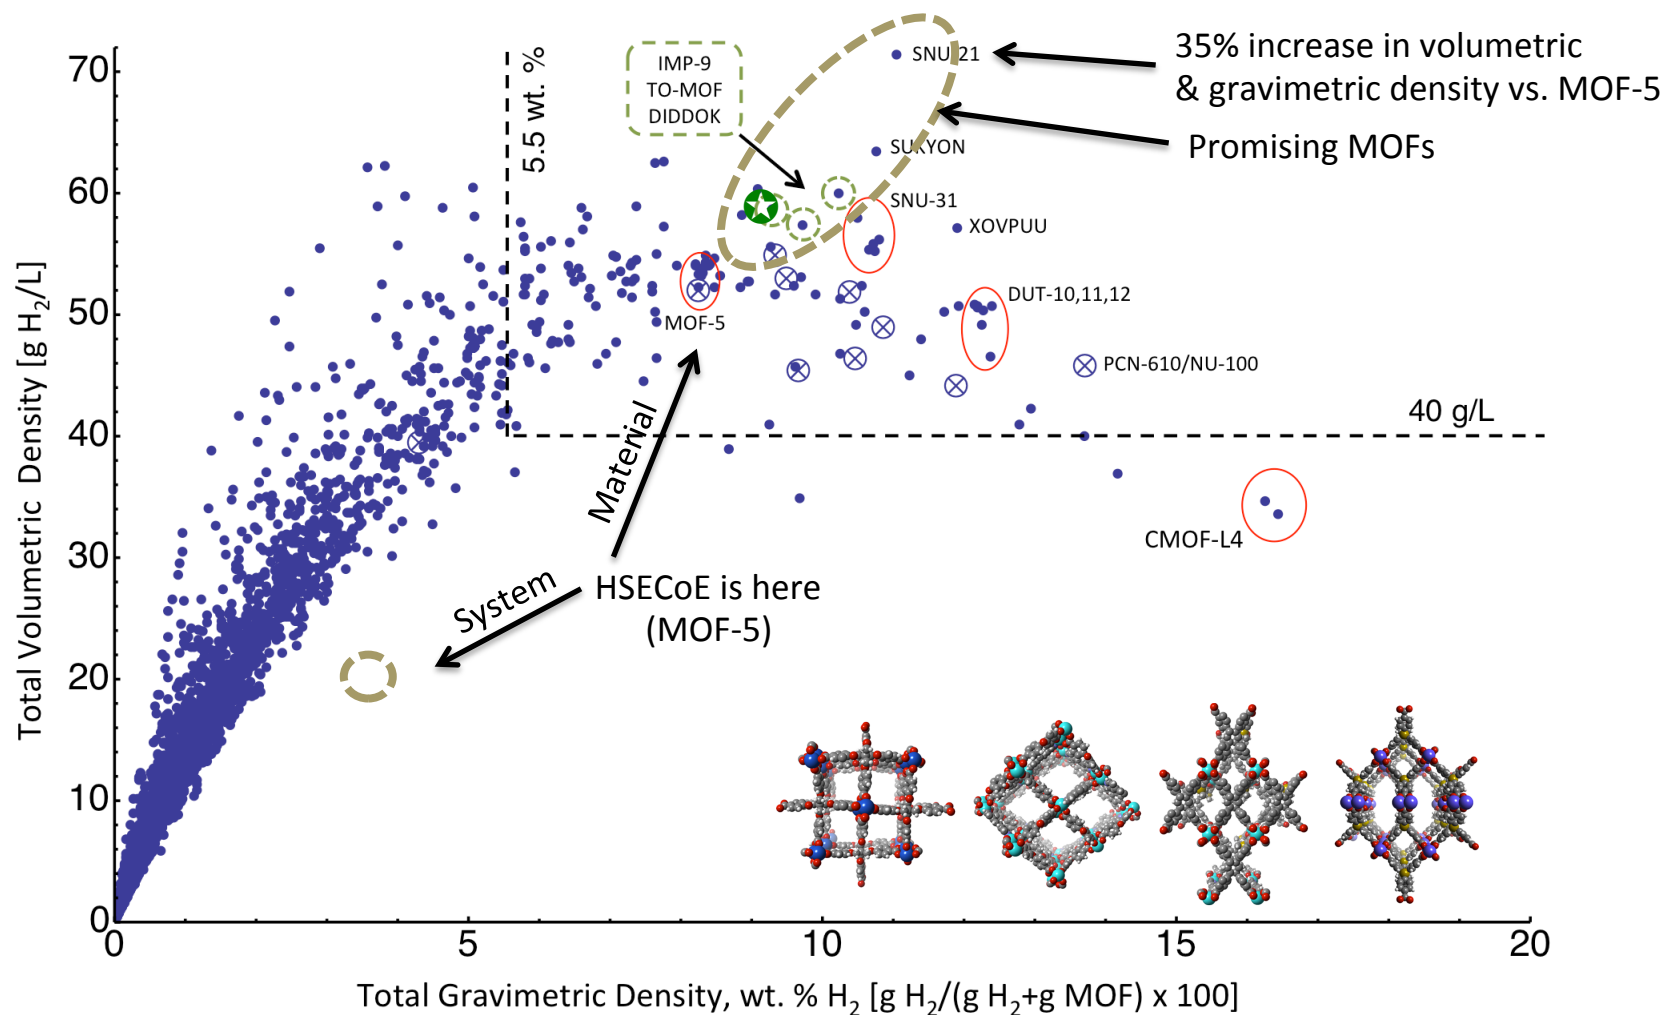 35% increase in volumetric
& gravimetric density vs. MOF-5
Promising MOFs
SNU-21
IMP-9
TO-MOF
DIDDOK
5.5 wt. %
SUKYON
SNU-31
XOVPUU
DUT-10,11,12
MOF-5
PCN-610/NU-100
40 g/L
Material
CMOF-L4
System
HSECoE is here
(MOF-5)
Total Volumetric Density [g H2/L]
70
60
50
40
30
20
10
0
0 5 10 15 20
Total Gravimetric Density, wt. % H2 [g H2/(g H2+g MOF) x 100]